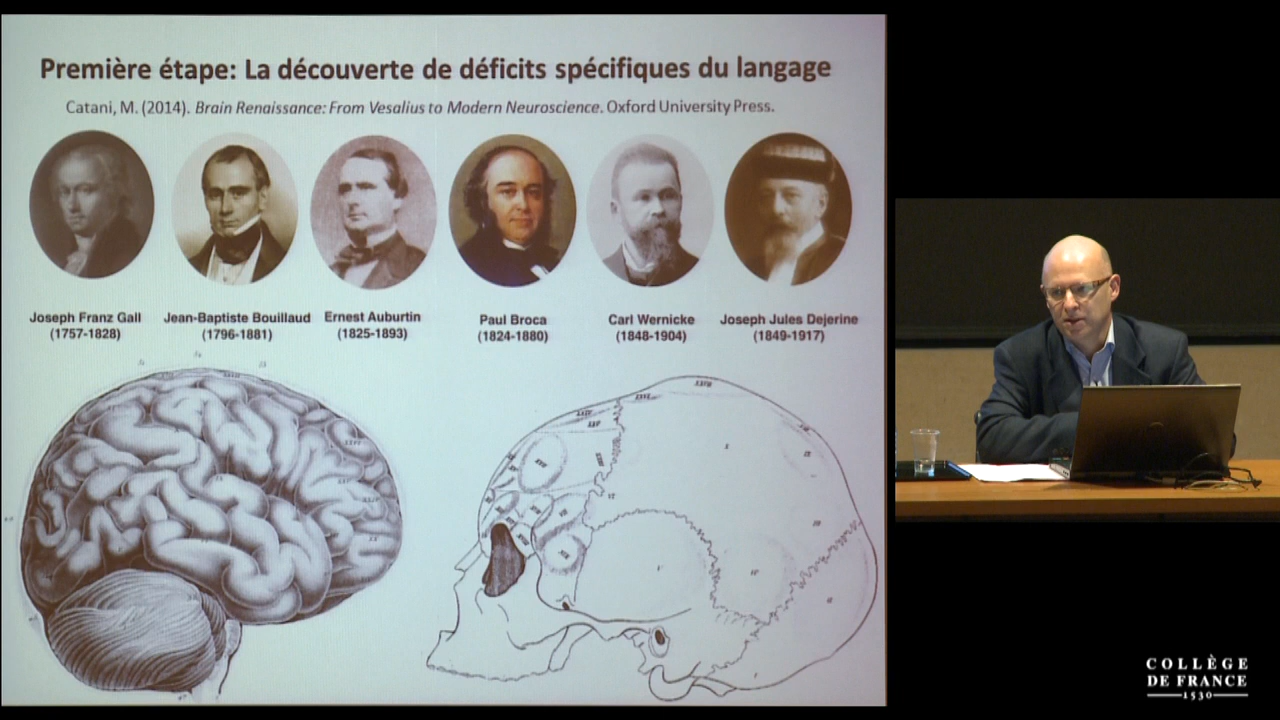 Première étape: La découverte de déficits spécifiques du langage
Catani, M. (2014). Brain Renaissance: From Vesalius to Modern Neuroscience. Oxford University Press.
Joseph Franz Gall
(1757-1828)
Jean-Baptiste Bouillaud
(1796-1881)
Ernest Auburtin
(1825-1893)
Paul Broca
(1824-1880)
Carl Wernicke
(1848-1904)
Joseph Jules Dejerine
(1849-1917)
COLLÈGE
DE FRANCE
1530